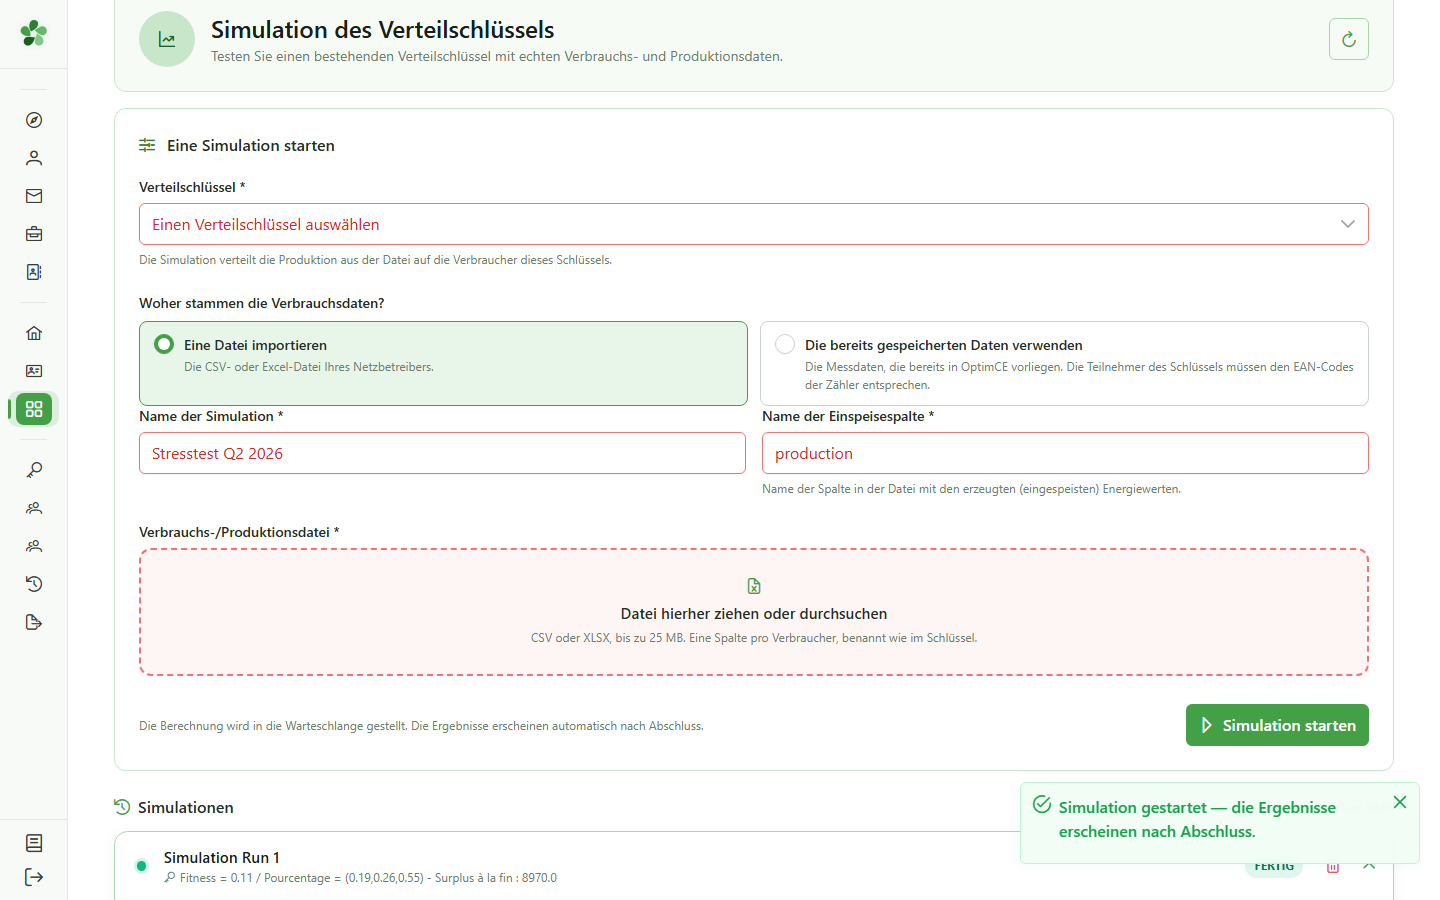 Simulation des Verteilschlüssels
Testen Sie einen bestehenden Verteilschlüssel mit echten Verbrauchs- und Produktionsdaten.
Eine Simulation starten
Verteilschlüssel *
Einen Verteilschlüssel auswählen
Die Simulation verteilt die Produktion aus der Datei auf die Verbraucher dieses Schlüssels.
Woher stammen die Verbrauchsdaten?
Eine Datei importieren
Die CSV- oder Excel-Datei Ihres Netzbetreibers.
Die bereits gespeicherten Daten verwenden
Die Messdaten, die bereits in OptimCE vorliegen. Die Teilnehmer des Schlüssels müssen den EAN-Codes
der Zähler entsprechen.
Name der Simulation *
Stresstest Q2 2026
Name der Einspeisespalte *
production
Name der Spalte in der Datei mit den erzeugten (eingespeisten) Energiewerten.
Verbrauchs-/Produktionsdatei *
Datei hierher ziehen oder durchsuchen
CSV oder XLSX, bis zu 25 MB. Eine Spalte pro Verbraucher, benannt wie im Schlüssel.
Die Berechnung wird in die Warteschlange gestellt. Die Ergebnisse erscheinen automatisch nach Abschluss.
Simulation starten
Simulationen
Simulation gestartet — die Ergebnisse
erscheinen nach Abschluss.
Simulation Run 1
Fitness = 0.11 / Pourcentage = (0.19,0.26,0.55) - Surplus à la fin : 8970.0
FERTIG